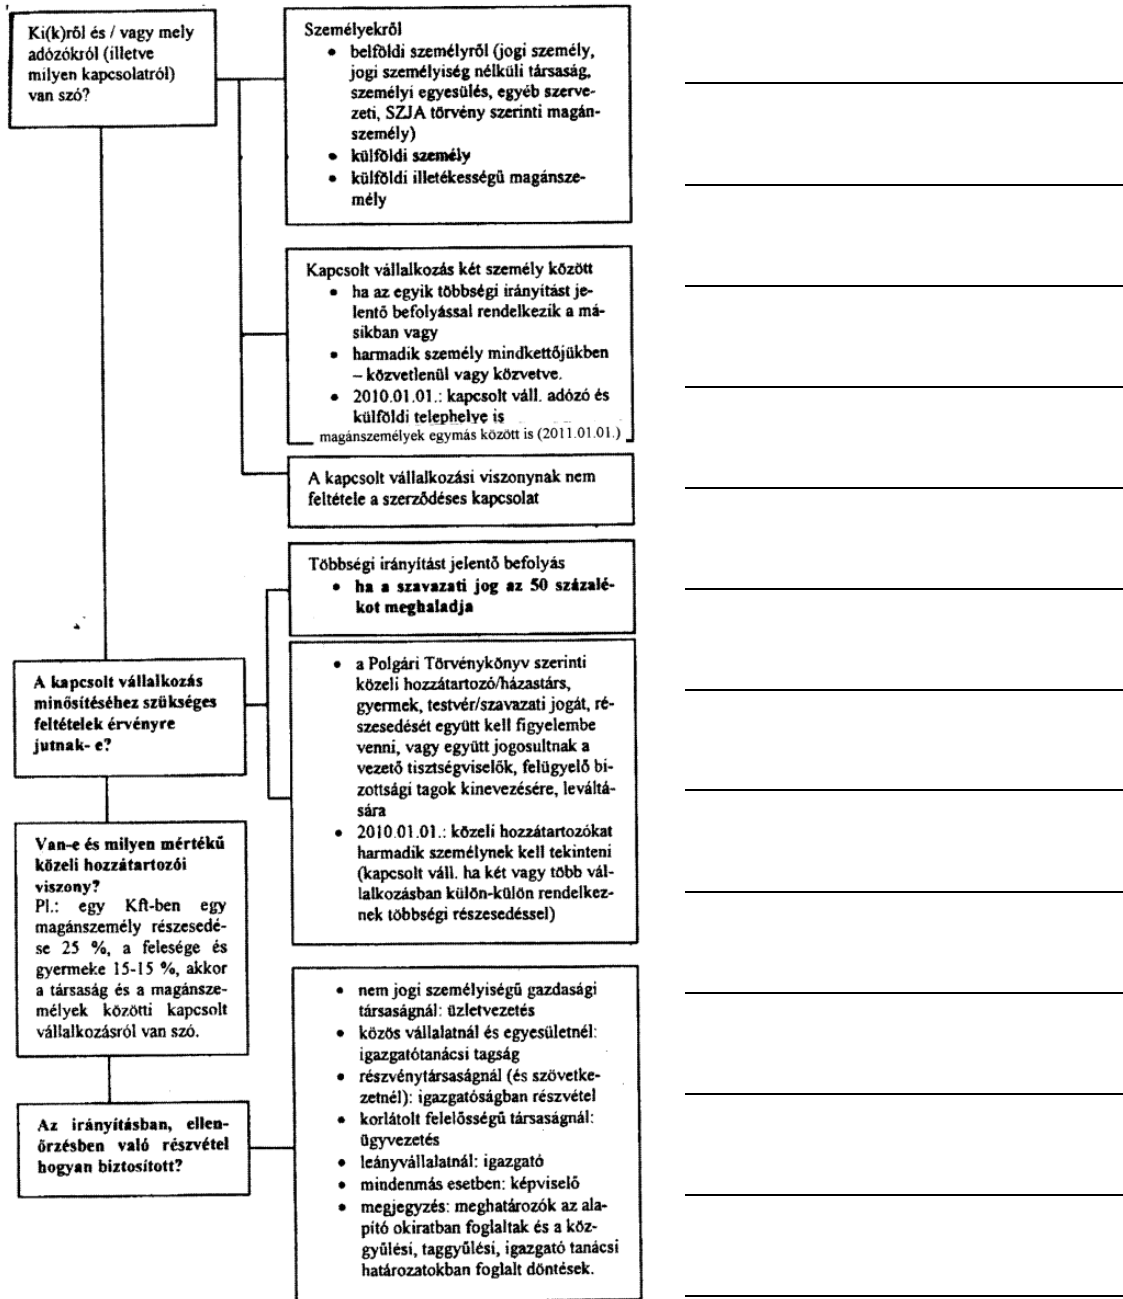 Ki(k)ről és / vagy mely
adózókról (illetve
milyen kapcsolatról)
van szó?
Személyekről
• belföldi személyről (jogi személy,
jogi személyiség nélküli társaság,
személyi egyesülés, egyéb szerve-
zeti, SZJA törvény szerinti magán-
személy)
• külföldi személy
• külföldi illetékességű magánsze-
mély
Kapcsolt vállalkozás két személy között
• ha az egyik többségi irányítást je-
lentő befolyással rendelkezik a má-
sikban vagy
• harmadik személy mindkettőjükben
– közvetlenül vagy közvetve.
• 2010.01.01.: kapcsolt váll. adózó és
külföldi telephelye is
magánszemélyek egymás között is (2011.01.01.)
A kapcsolt vállalkozási viszonynak nem
feltétele a szerződéses kapcsolat
Többségi irányítást jelentő befolyás
• ha a szavazati jog az 50 százalé-
kot meghaladja
A kapcsolt vállalkozás
minősítéséhez szükséges
feltételek érvényre
jutnak- e?
• a Polgári Törvénykönyv szerinti
közeli hozzátartozó/házastárs,
gyermek, testvér/szavazati jogát, ré-
szesedését együtt kell figyelembe
venni, vagy együtt jogosultnak a
vezető tisztségviselők, felügyelő bi-
zottsági tagok kinevezésére, leváltá-
sára
• 2010.01.01.: közeli hozzátartozókat
harmadik személynek kell tekinteni
(kapcsolt váll. ha két vagy több vál-
lalkozásban külön-külön rendelkez-
nek többségi részesedéssel)
Van-e és milyen mértékű
közeli hozzátartozói
viszony?
Pl.: egy Kft-ben egy
magánszemély részesedé-
se 25 %, a felesége és
gyermeke 15-15 %, akkor
a társaság és a magánsze-
mélyek közötti kapcsolt
vállalkozásról van szó.
Az irányításban, ellen-
őrzésben való részvétel
hogyan biztosított?
• nem jogi személyiségű gazdasági
társaságnál: üzletvezetés
• közös vállalatnál és egyesületnél:
igazgatótanácsi tagság
• részvénytársaságnál (és szövetke-
zetnél): igazgatóságban részvétel
• korlátolt felelősségű társaságnál:
ügyvezetés
• leányvállalatnál: igazgató
• mindenmás esetben: képviselő
• megjegyzés: meghatározók az ala-
pító okiratban foglaltak és a köz-
gyűlési, taggyűlési, igazgató tanácsi
határozatokban foglalt döntések.